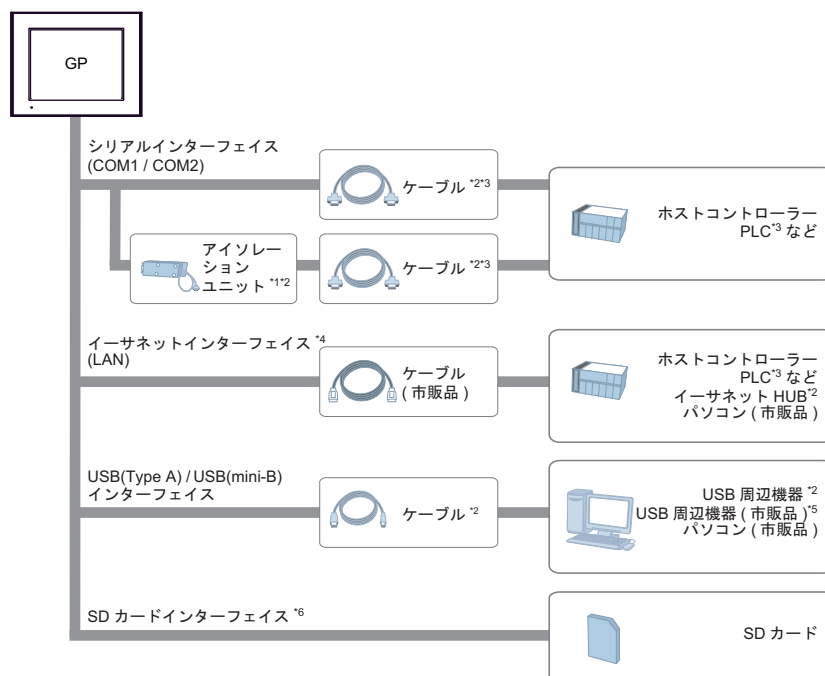 GP
シリアルインターフェイス
(COM1 / COM2)
ケーブル *2*3
ホストコントローラー
PLC*3 など
アイソレー
ション
ユニット *1*2
ケーブル *2*3
イーサネットインターフェイス *4
(LAN)
ケーブル
( 市販品 )
ホストコントローラー
PLC*3 など
イーサネット HUB*2
パソコン ( 市販品 )
USB(Type A) / USB(mini-B)
インターフェイス
ケーブル *2
USB 周辺機器 *2
USB 周辺機器 ( 市販品 )*5
パソコン ( 市販品 )
SD カードインターフェイス *6
SD カード